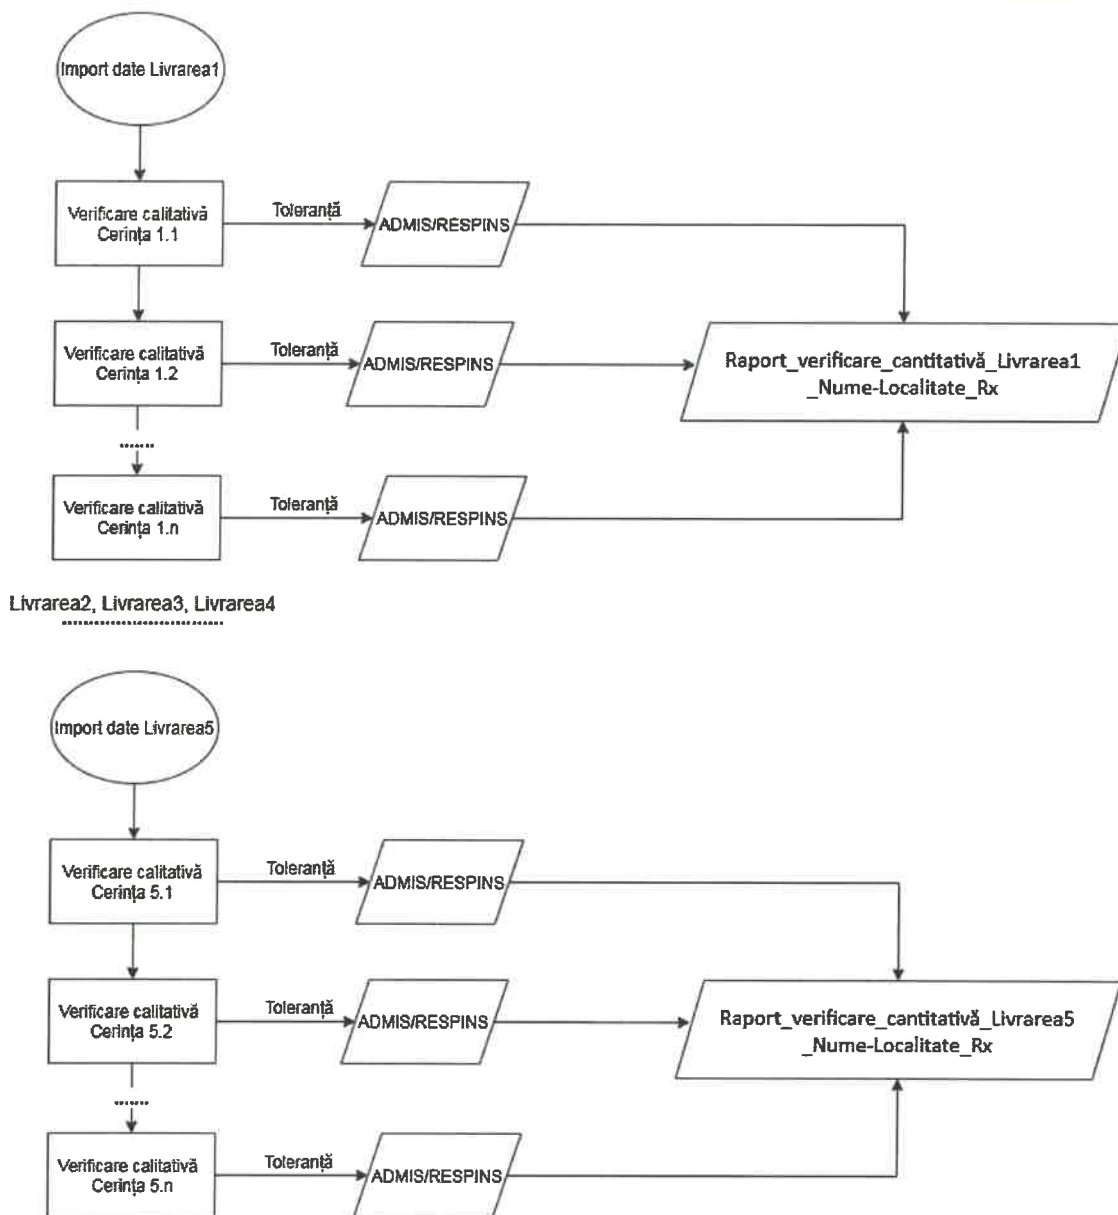 Import date Livrarea1
Verificare calitativă
Cerința 1.1
Toleranță
ADMIS/RESPINS
Verificare calitativă
Cerința 1.2
Toleranță
ADMIS/RESPINS
Raport_verificare_cantitativă_Livrarea1
_Nume-Localitate_Rx
.......
Verificare calitativă
Cerința 1.n
Toleranță
ADMIS/RESPINS
Livrarea2, Livrarea3, Livrarea4
..............................
Import date Livrarea5
Verificare calitativă
Cerința 5.1
Toleranță
ADMIS/RESPINS
Verificare calitativă
Cerința 5.2
Toleranță
ADMIS/RESPINS
Raport_verificare_cantitativă_Livrarea5
_Nume-Localitate_Rx
.......
Verificare calitativă
Cerința 5.n
Toleranță
ADMIS/RESPINS